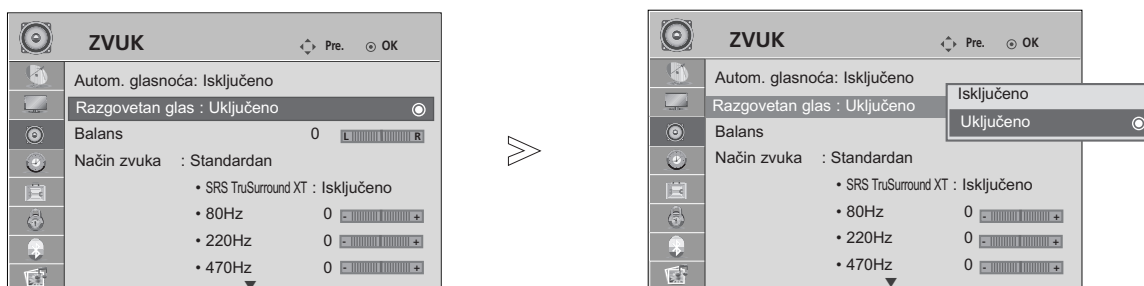 ZVUK Pre. OK
Autom. glasnoća: Isključeno
Razgovetan glas : Uključeno
Balans 0 L R
Način zvuka : Standardan
• SRS TruSurround XT : Isključeno
• 80Hz 0 - +
• 220Hz 0 - +
• 470Hz 0 - +
ZVUK Pre. OK
Autom. glasnoća: Isključeno
Razgovetan glas : Uključeno
Isključeno
Uključeno
Balans
Način zvuka : Standardan
• SRS TruSurround XT : Isključeno
• 80Hz 0 - +
• 220Hz 0 - +
• 470Hz 0 - +